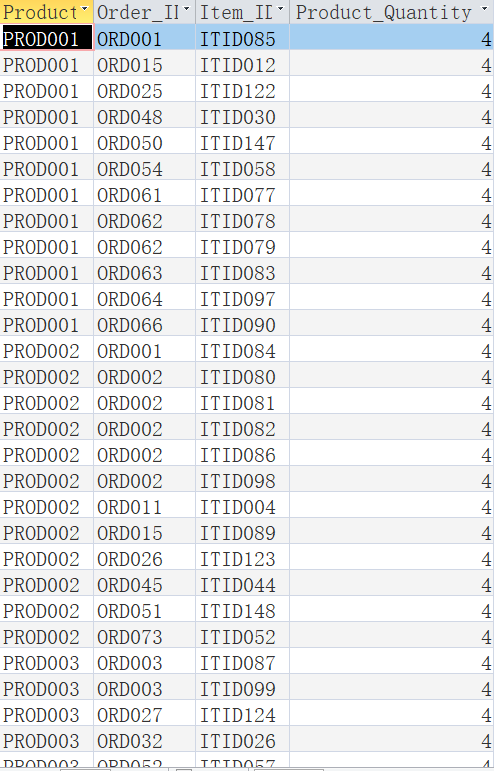 Product Order_ID Item_ID Product_Quantity
PROD001 ORD001 ITID085 4
PROD001 ORD015 ITID012 4
PROD001 ORD025 ITID122 4
PROD001 ORD048 ITID030 4
PROD001 ORD050 ITID147 4
PROD001 ORD054 ITID058 4
PROD001 ORD061 ITID077 4
PROD001 ORD062 ITID078 4
PROD001 ORD062 ITID079 4
PROD001 ORD063 ITID083 4
PROD001 ORD064 ITID097 4
PROD001 ORD066 ITID090 4
PROD002 ORD001 ITID084 4
PROD002 ORD002 ITID080 4
PROD002 ORD002 ITID081 4
PROD002 ORD002 ITID082 4
PROD002 ORD002 ITID086 4
PROD002 ORD002 ITID098 4
PROD002 ORD011 ITID004 4
PROD002 ORD015 ITID089 4
PROD002 ORD026 ITID123 4
PROD002 ORD045 ITID044 4
PROD002 ORD051 ITID148 4
PROD002 ORD073 ITID052 4
PROD003 ORD003 ITID087 4
PROD003 ORD003 ITID099 4
PROD003 ORD027 ITID124 4
PROD003 ORD032 ITID026 4
PROD003 ORD052 ITID057 4